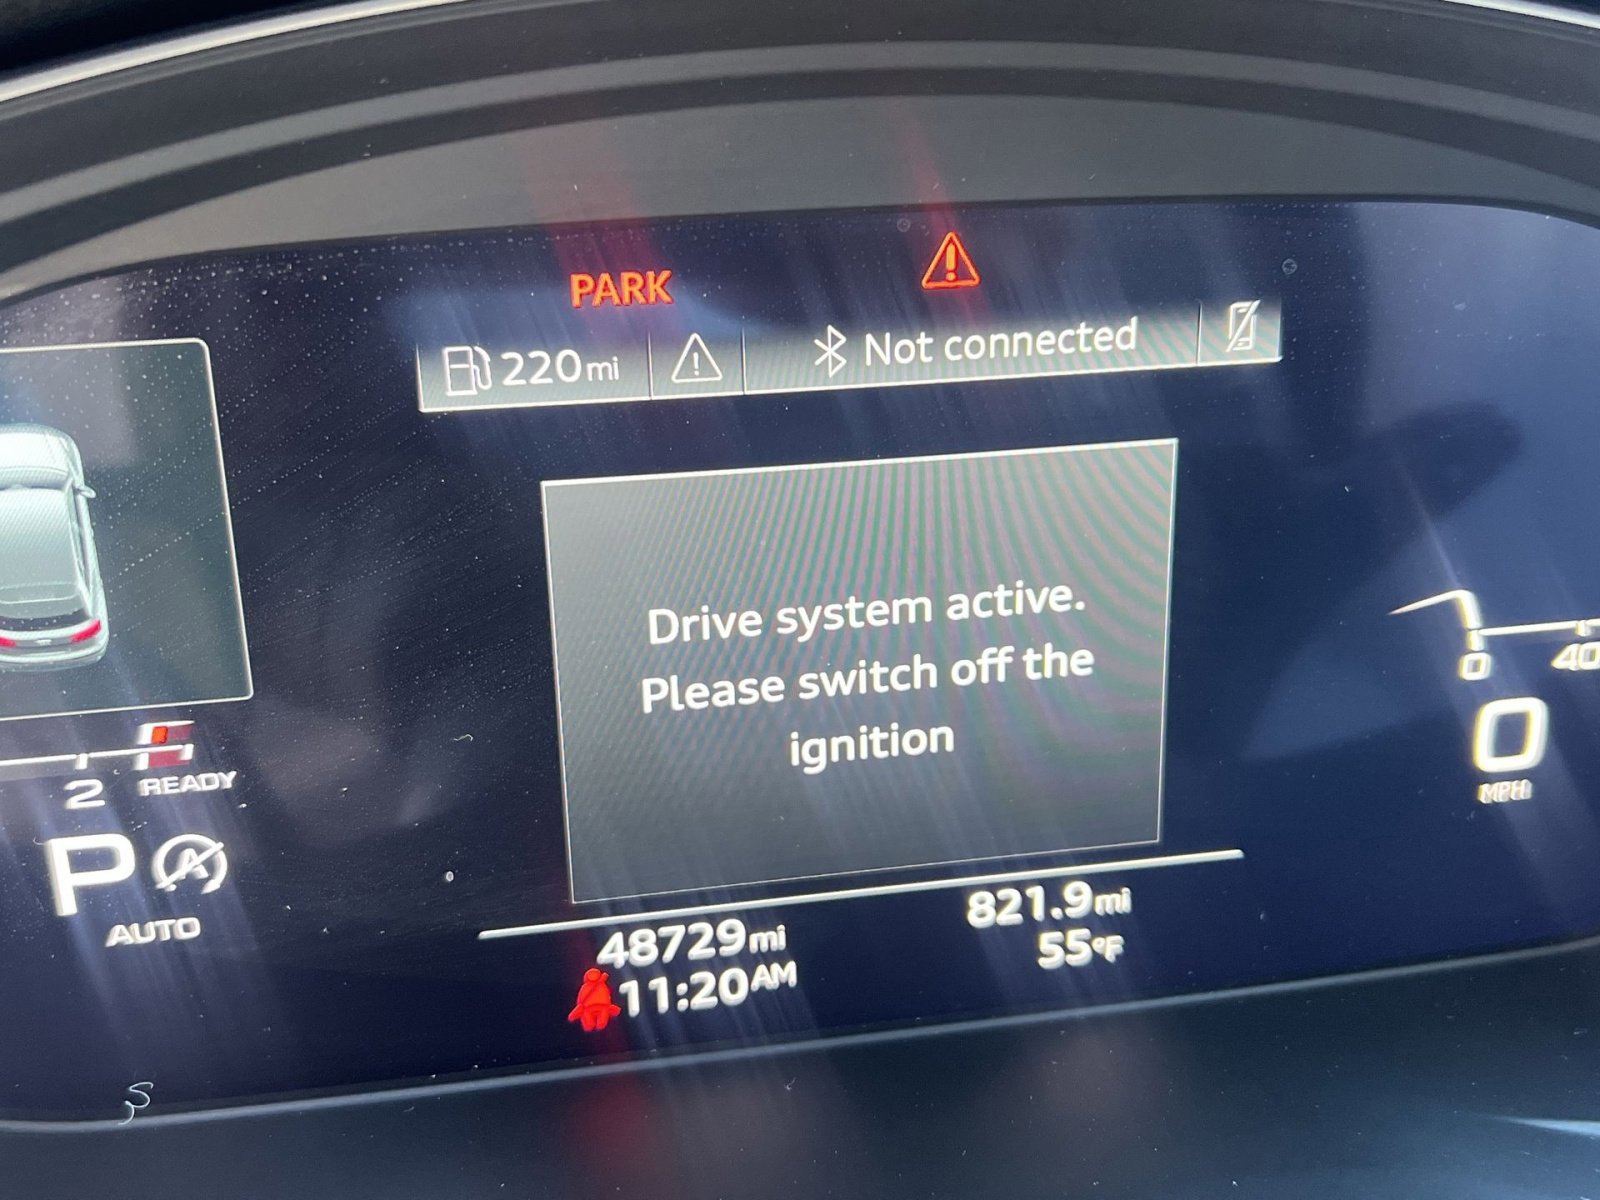 PARK
220mi
Not connected
Drive system active.
Please switch off the
ignition
0 40
2 READY
0
MPH
P
A
AUTO
48729mi
821.9mi
11:20AM
55°F